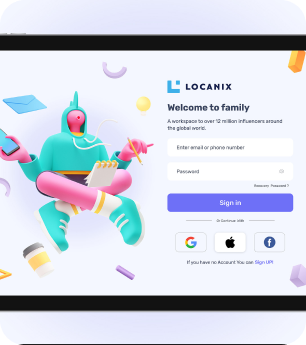 LOCANIX
Welcome to family
A workspace to over 12 million influencers around
the global world.
Enter email or phone number
Password
Recovery Password ?
Sign in
Or Continue With
If you have no Account You can Sign UP!